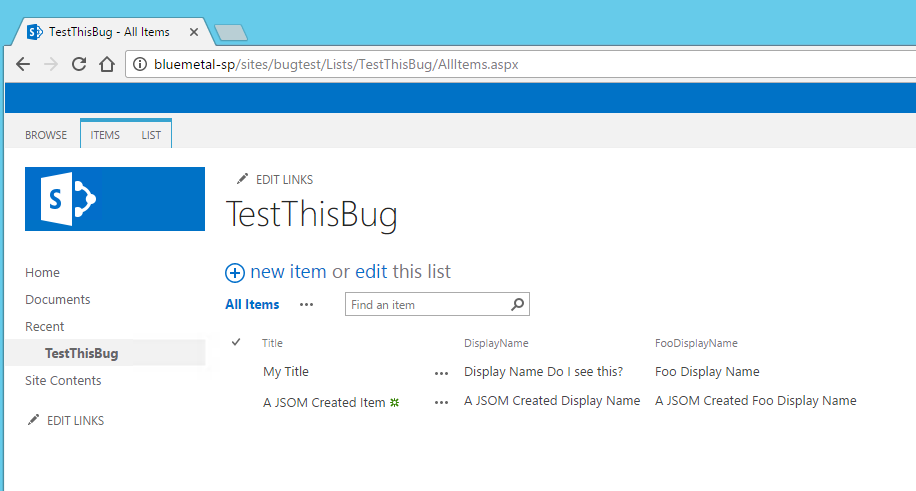 TestThisBug - All Items
bluemetal-sp/sites/bugtest/Lists/TestThisBug/AllItems.aspx
BROWSE ITEMS LIST
S
EDIT LINKS
TestThisBug
new item or edit this list
All Items ••• Find an item
Home
Documents
Recent
TestThisBug
Site Contents
EDIT LINKS
Title DisplayName FooDisplayName
My Title ••• Display Name Do I see this? Foo Display Name
A JSOM Created Item ••• A JSOM Created Display Name A JSOM Created Foo Display Name